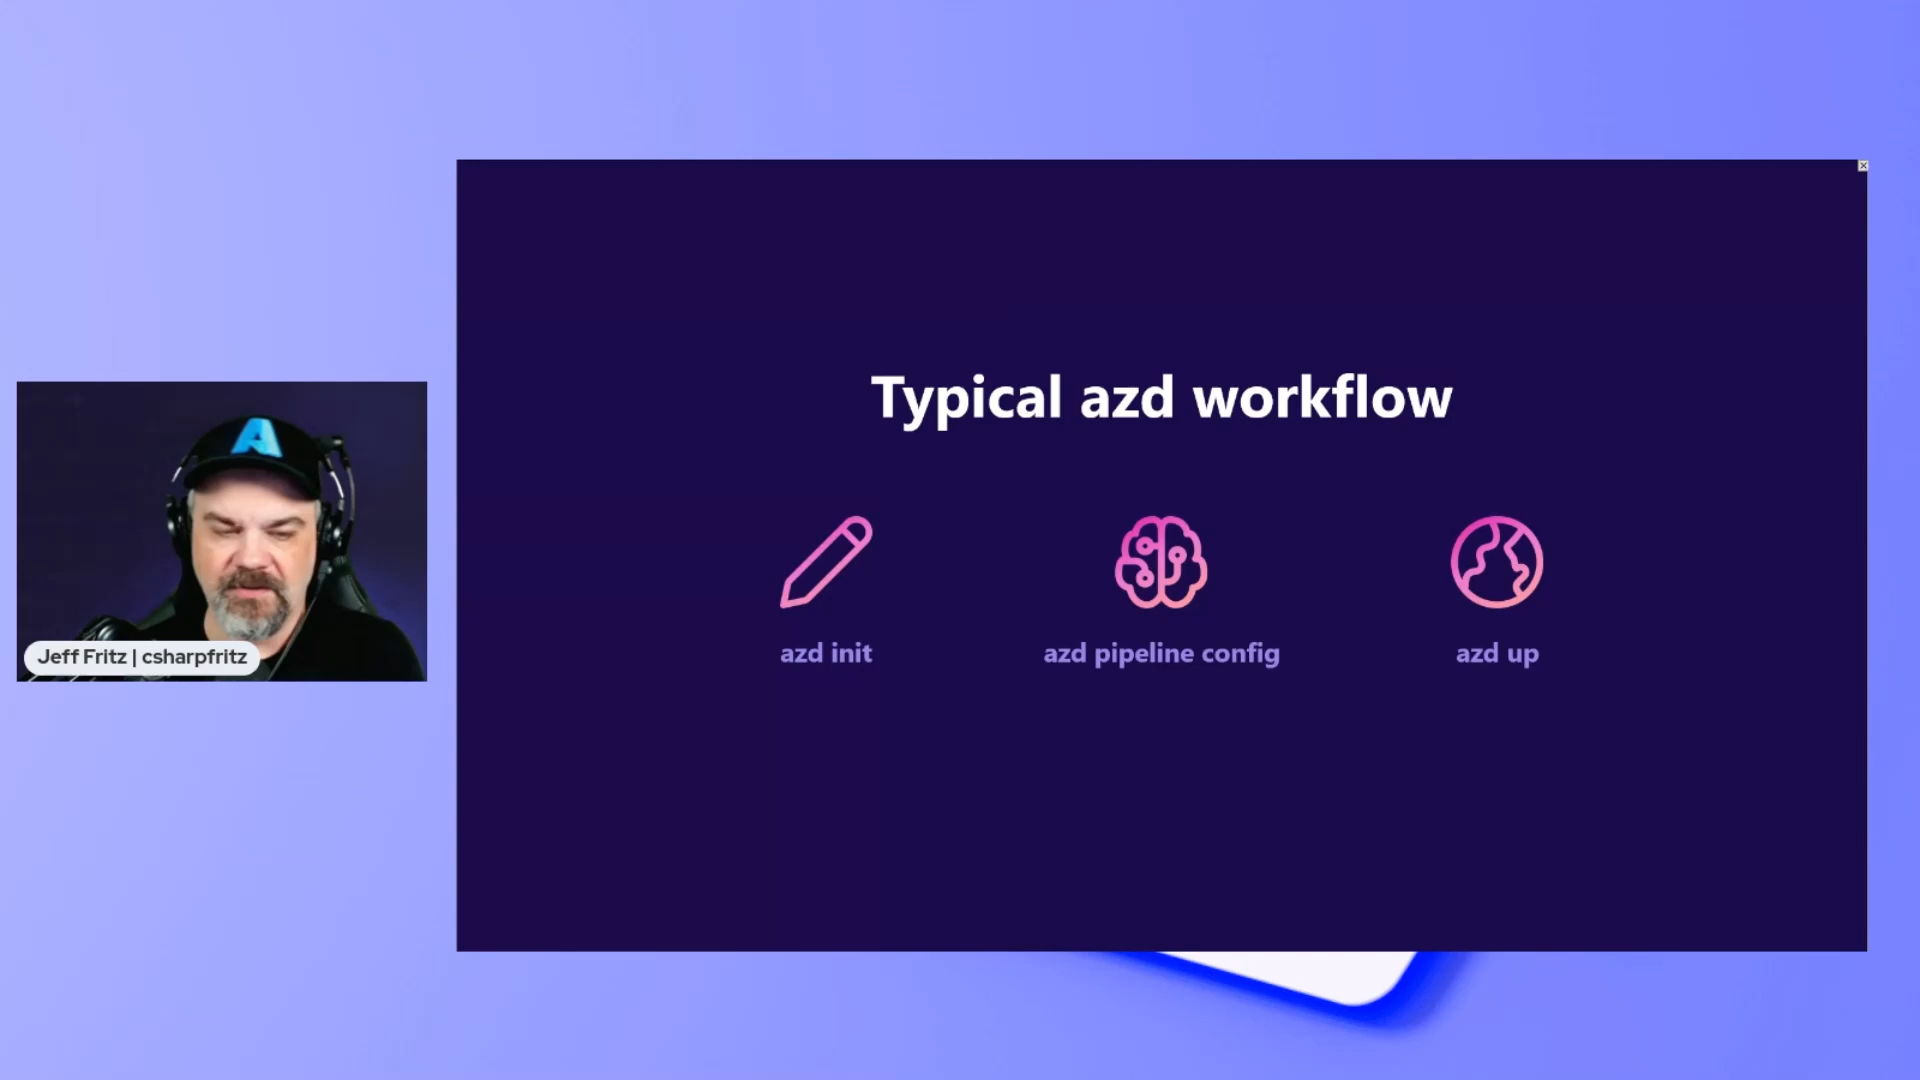 Typical azd workflow
azd init
azd pipeline config
azd up
Jeff Fritz | csharpfritz